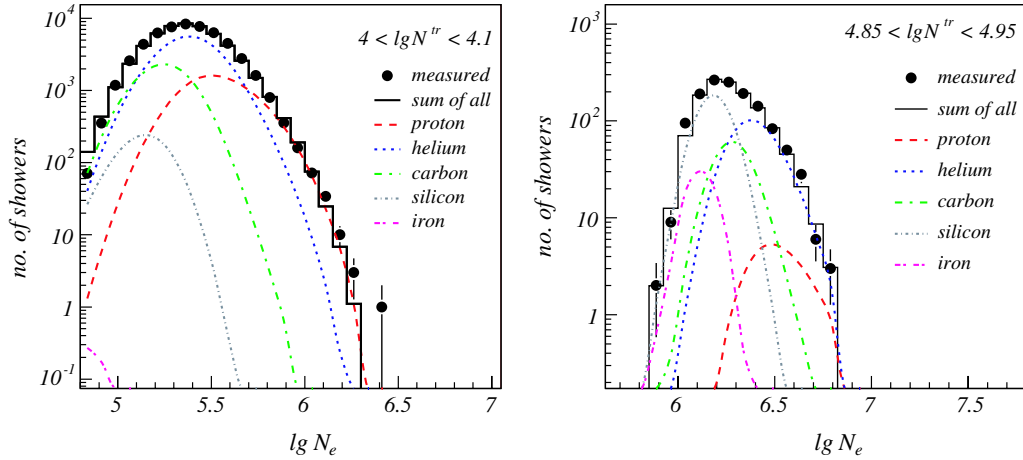 no. of showers
10^4
10^3
10^2
10
1
10^-1
4 < lgN^tr < 4.1
measured
sum of all
proton
helium
carbon
silicon
iron
5
5.5
6
6.5
7
lg N_e
no. of showers
10^2
10
1
4.85 < lgN^tr < 4.95
measured
sum of all
proton
helium
carbon
silicon
iron
6
6.5
7
7.5
lg N_e